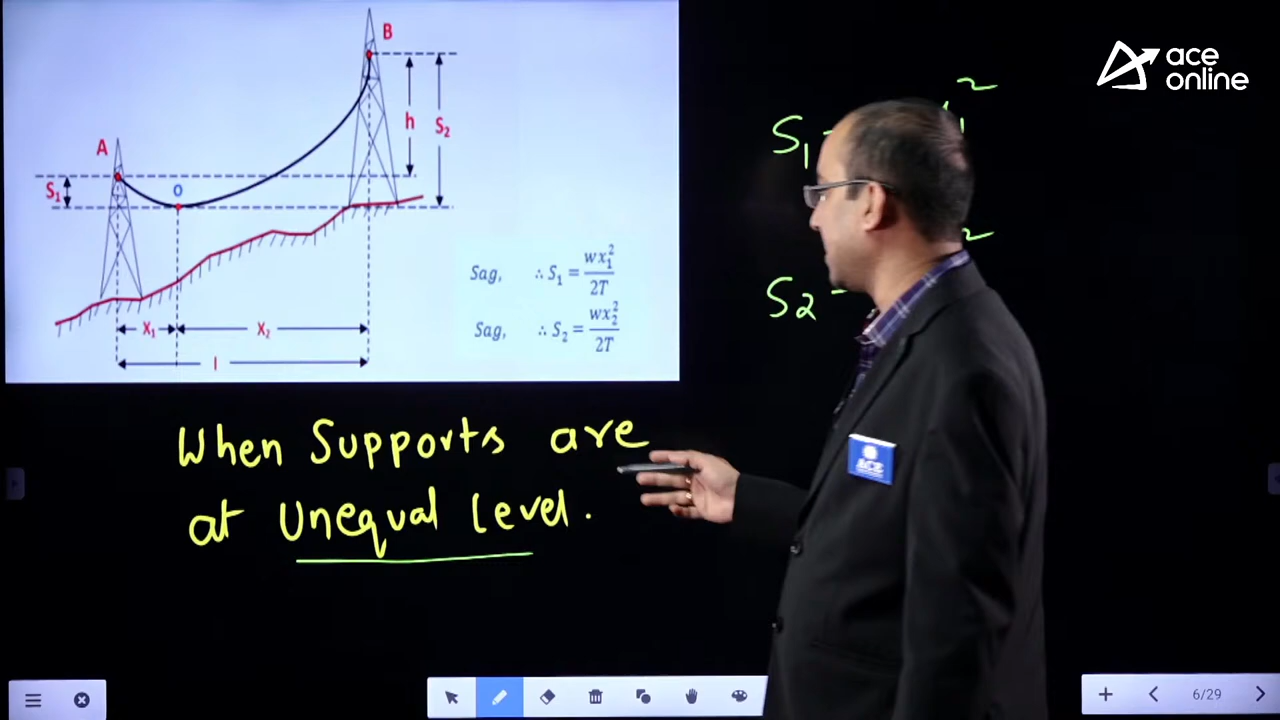 B
A
h
S₂
S₁
O
Sag, ∴ S₁ = wx₁²/2T
Sag, ∴ S₂ = wx₂²/2T
X₁
X₂
l
When Supports are
at Unequal level.
S₁
S₂
ace
online
ACE
6/29